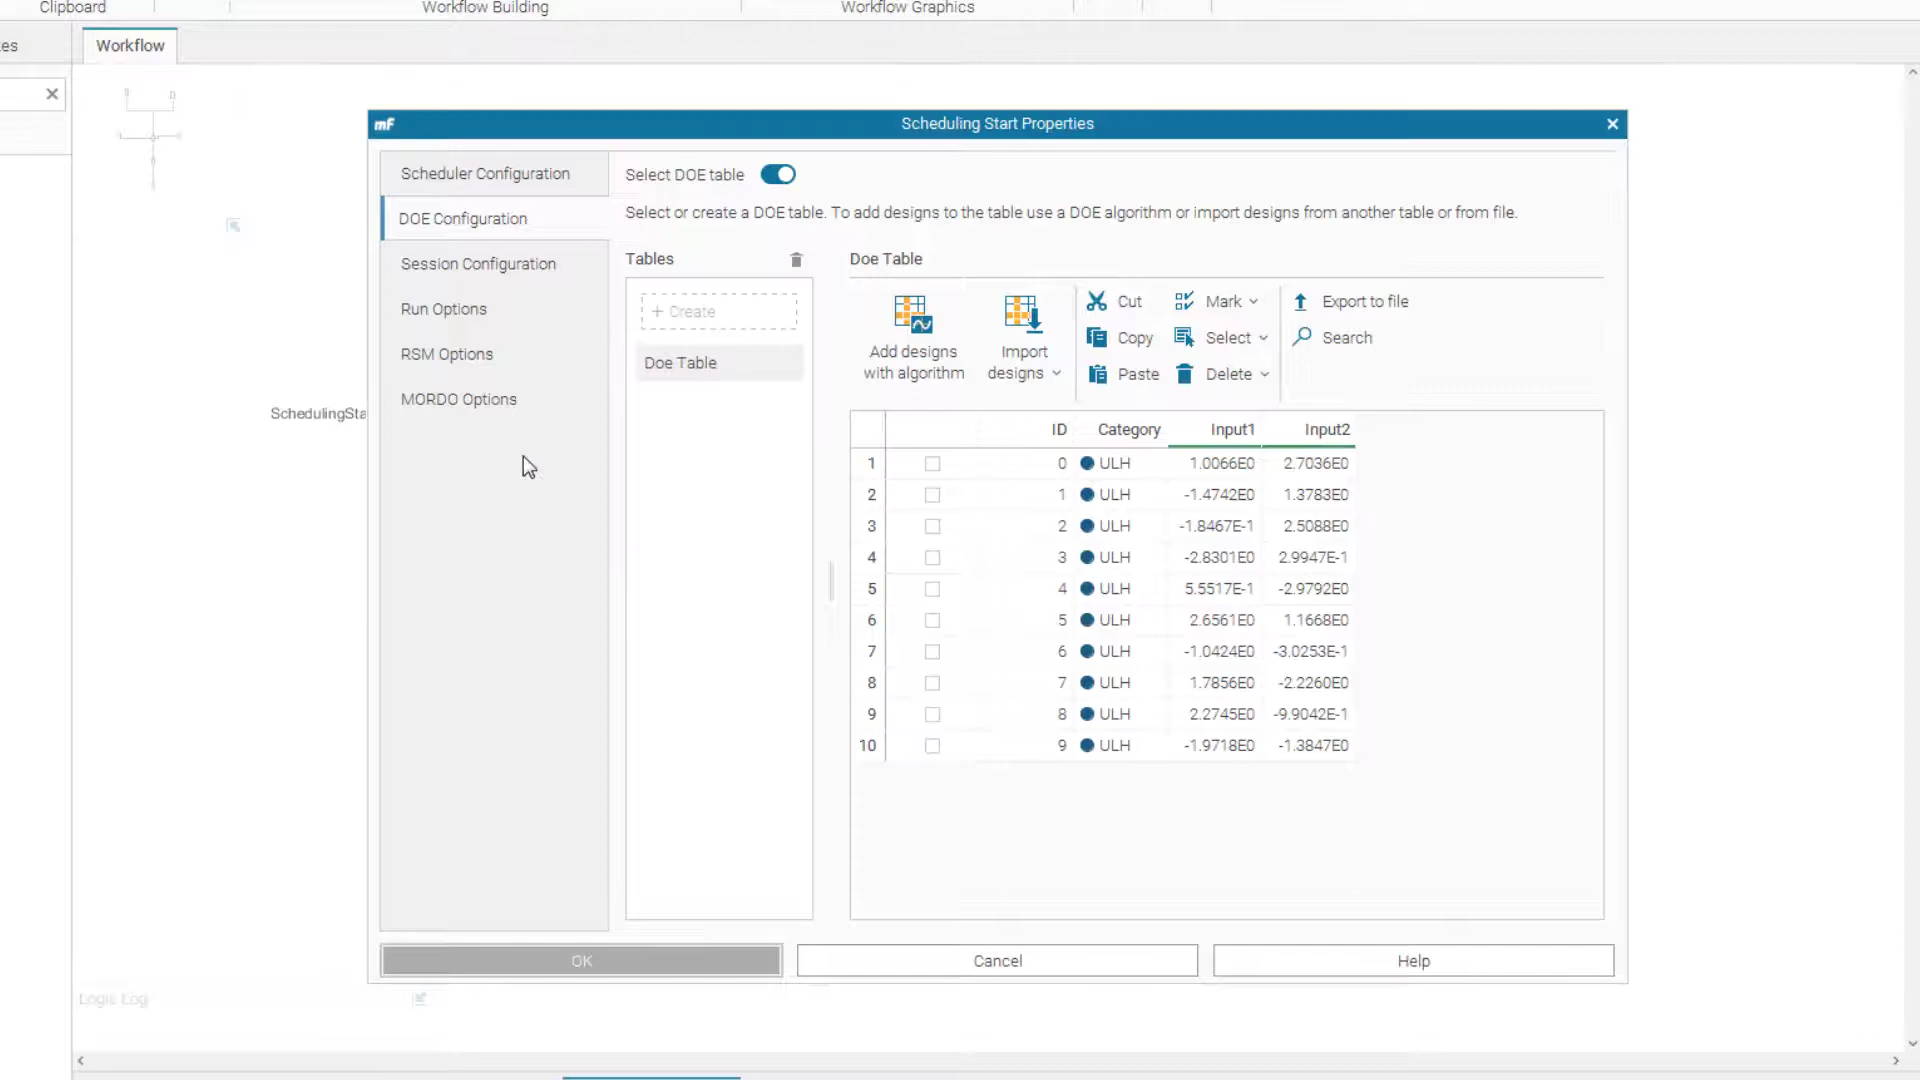 Clipboard
Workflow Building
Workflow Graphics
es
Workflow
mF
Scheduling Start Properties
Scheduler Configuration
DOE Configuration
Session Configuration
Run Options
RSM Options
MORDO Options
Select DOE table
Select or create a DOE table. To add designs to the table use a DOE algorithm or import designs from another table or from file.
Tables
+ Create
Doe Table
Doe Table
Add designs
with algorithm
Import
designs
Cut
Copy
Paste
Mark
Select
Delete
Export to file
Search
ID Category Input1 Input2
1 0 ULH 1.0066E0 2.7036E0
2 1 ULH -1.4742E0 1.3783E0
3 2 ULH -1.8467E-1 2.5088E0
4 3 ULH -2.8301E0 2.9947E-1
5 4 ULH 5.5517E-1 -2.9792E0
6 5 ULH 2.6561E0 1.1668E0
7 6 ULH -1.0424E0 -3.0253E-1
8 7 ULH 1.7856E0 -2.2260E0
9 8 ULH 2.2745E0 -9.9042E-1
10 9 ULH -1.9718E0 -1.3847E0
SchedulingSta
OK
Cancel
Help
Logic Log